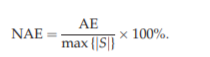 NAE = AE / max{|S|} × 100%.